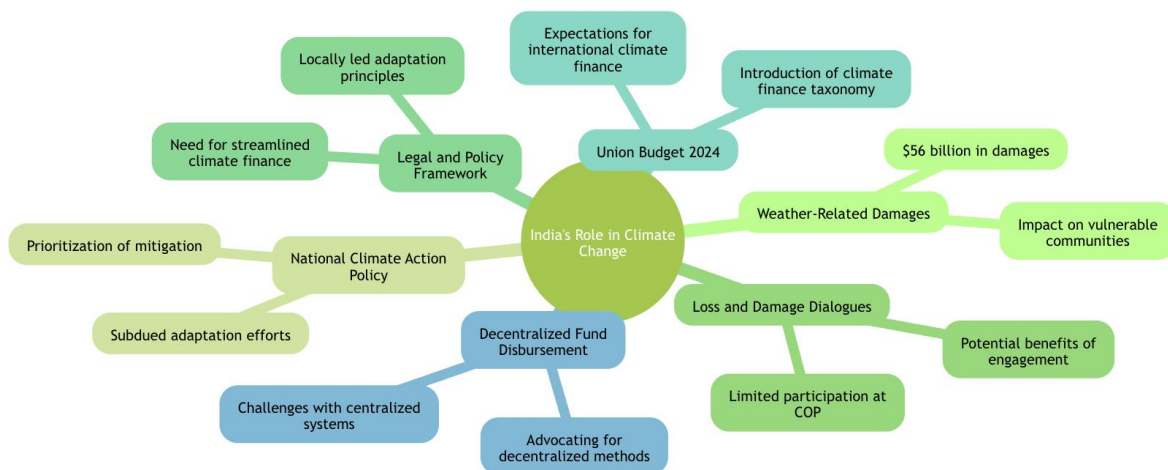 Expectations for
international climate
finance
Introduction of climate
finance taxonomy
Union Budget 2024
Locally led adaptation
principles
Need for streamlined
climate finance
Legal and Policy
Framework
$56 billion in damages
Weather-Related Damages
Impact on vulnerable
communities
India's Role in Climate
Change
Prioritization of mitigation
National Climate Action
Policy
Subdued adaptation efforts
Loss and Damage Dialogues
Potential benefits of
engagement
Limited participation at
COP
Decentralized Fund
Disbursement
Challenges with centralized
systems
Advocating for
decentralized methods